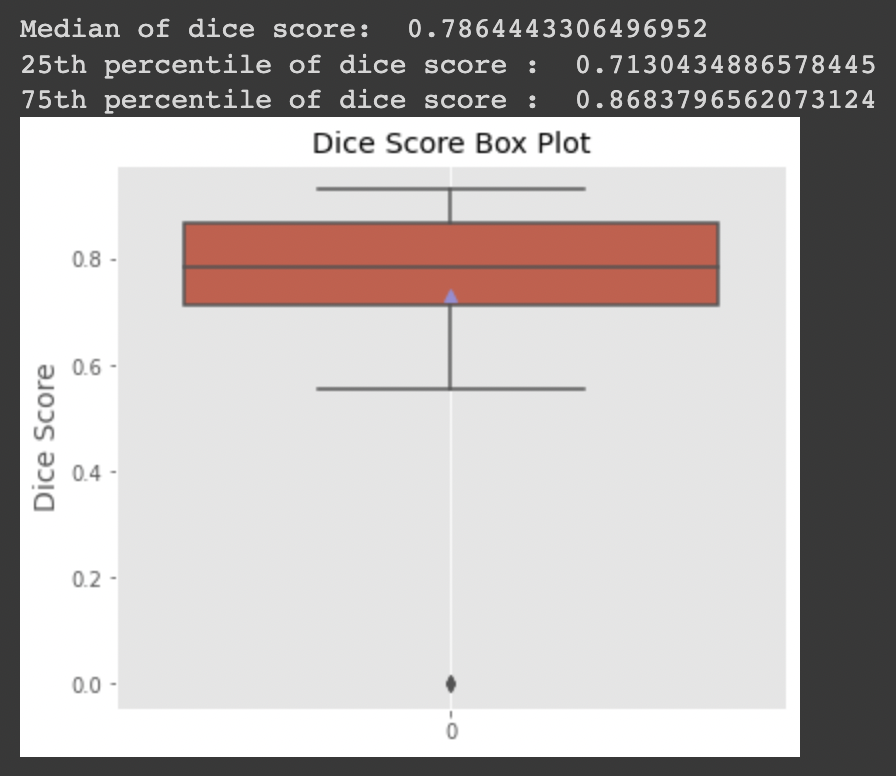 Median of dice score:  0.7864443306496952
25th percentile of dice score :  0.7130434886578445
75th percentile of dice score :  0.8683796562073124
Dice Score Box Plot
Dice Score
0.8
0.6
0.4
0.2
0.0
0